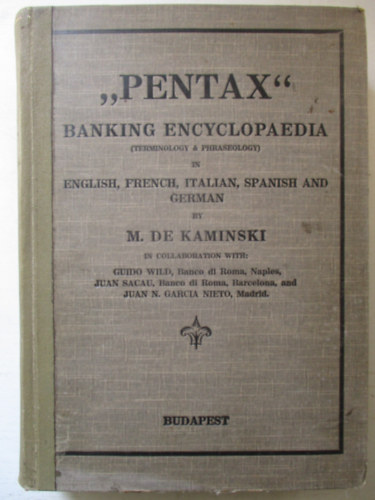 „PENTAX“
BANKING ENCYCLOPAEDIA
(TERMINOLOGY & PHRASEOLOGY)
IN
ENGLISH, FRENCH, ITALIAN, SPANISH AND
GERMAN
BY
M. DE KAMINSKI
IN COLLABORATION WITH:
GUIDO WILD, Banco di Roma, Naples,
JUAN SACAU, Banco di Roma, Barcelona, and
JUAN N. GARCIA NIETO, Madrid.
BUDAPEST